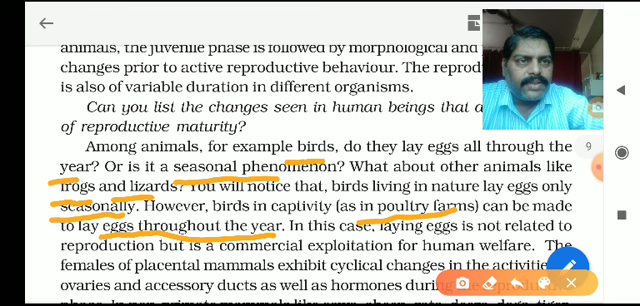 animals, the juvenile phase is followed by morphological and
changes prior to active reproductive behaviour. The
is also of variable duration in different organisms.
Can you list the changes seen in human beings that
of reproductive maturity?
Among animals, for example birds, do they lay eggs all through the
year? Or is it a seasonal phenomenon? What about other animals like
frogs and lizards? You will notice that, birds living in nature lay eggs only
seasonally. However, birds in captivity (as in poultry farms) can be made
to lay eggs throughout the year. In this case, laying eggs is not related to
reproduction but is a commercial exploitation for human welfare. The
females of placental mammals exhibit cyclical changes in the activities
ovaries and accessory ducts as well as hormones during
9